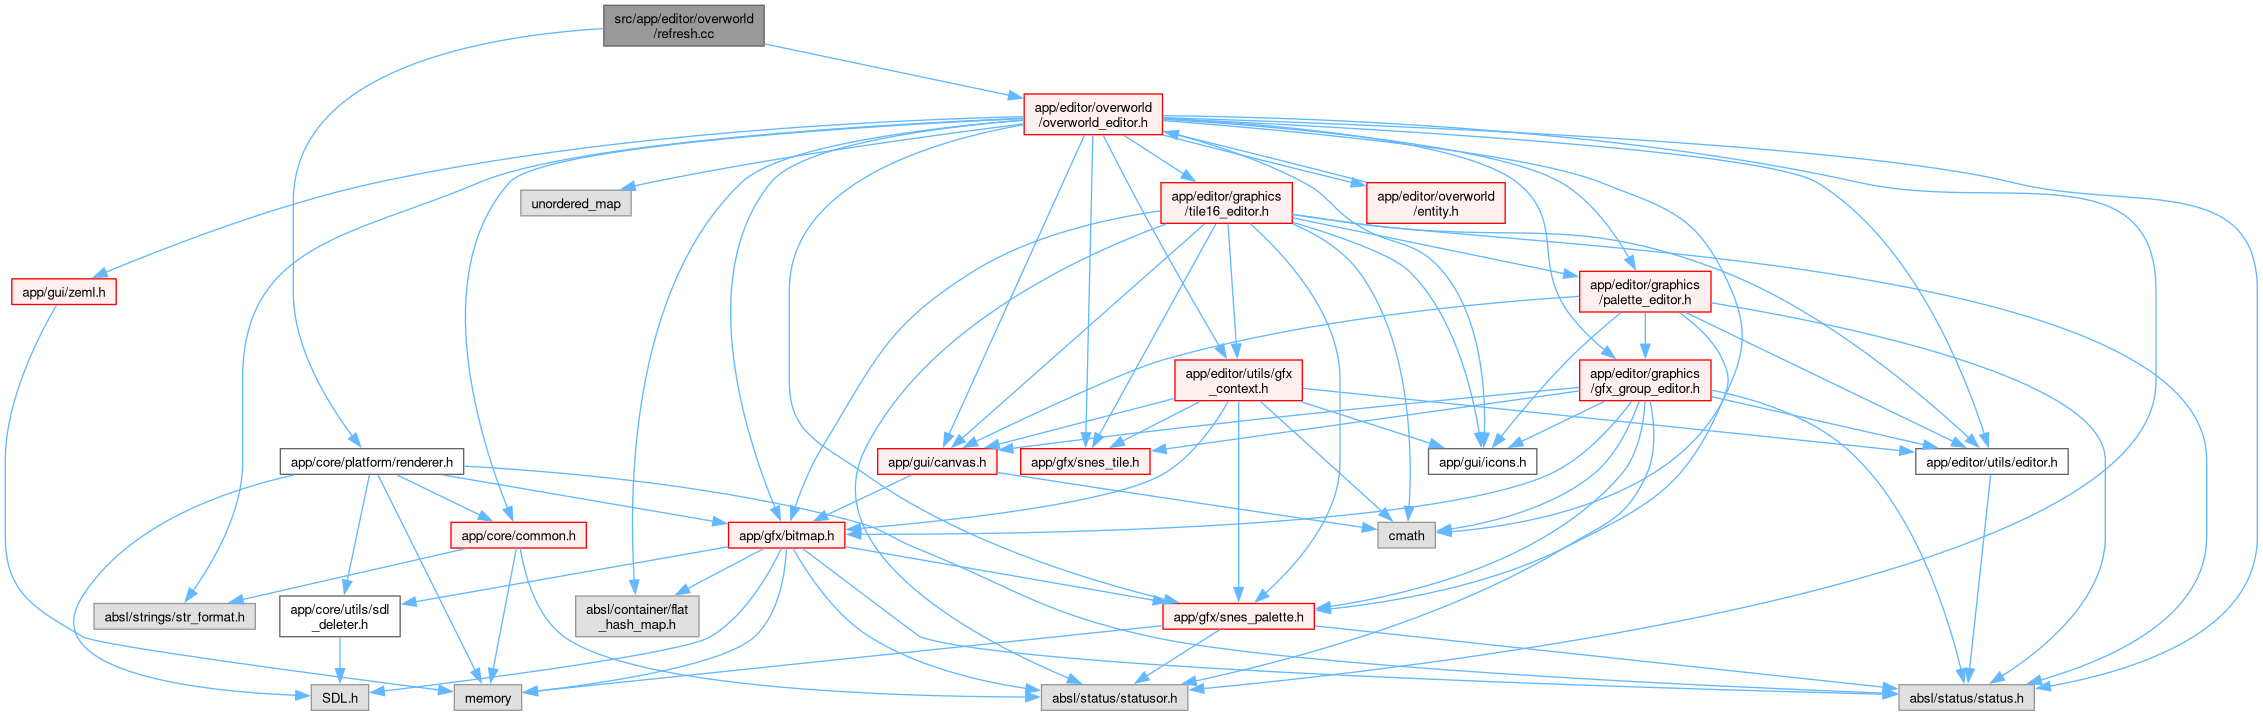 src/app/editor/overworld
/refresh.cc
app/editor/overworld
/overworld_editor.h
unordered_map
app/editor/graphics
/tile16_editor.h
app/editor/overworld
/entity.h
app/gui/zeml.h
app/editor/graphics
/palette_editor.h
app/editor/utils/gfx
_context.h
app/editor/graphics
/gfx_group_editor.h
app/core/platform/renderer.h
app/gui/canvas.h
app/gfx/snes_tile.h
app/gui/icons.h
app/editor/utils/editor.h
app/core/common.h
app/gfx/bitmap.h
cmath
absl/strings/str_format.h
app/core/utils/sdl
_deleter.h
absl/container/flat
_hash_map.h
app/gfx/snes_palette.h
SDL.h
memory
absl/status/statusor.h
absl/status/status.h